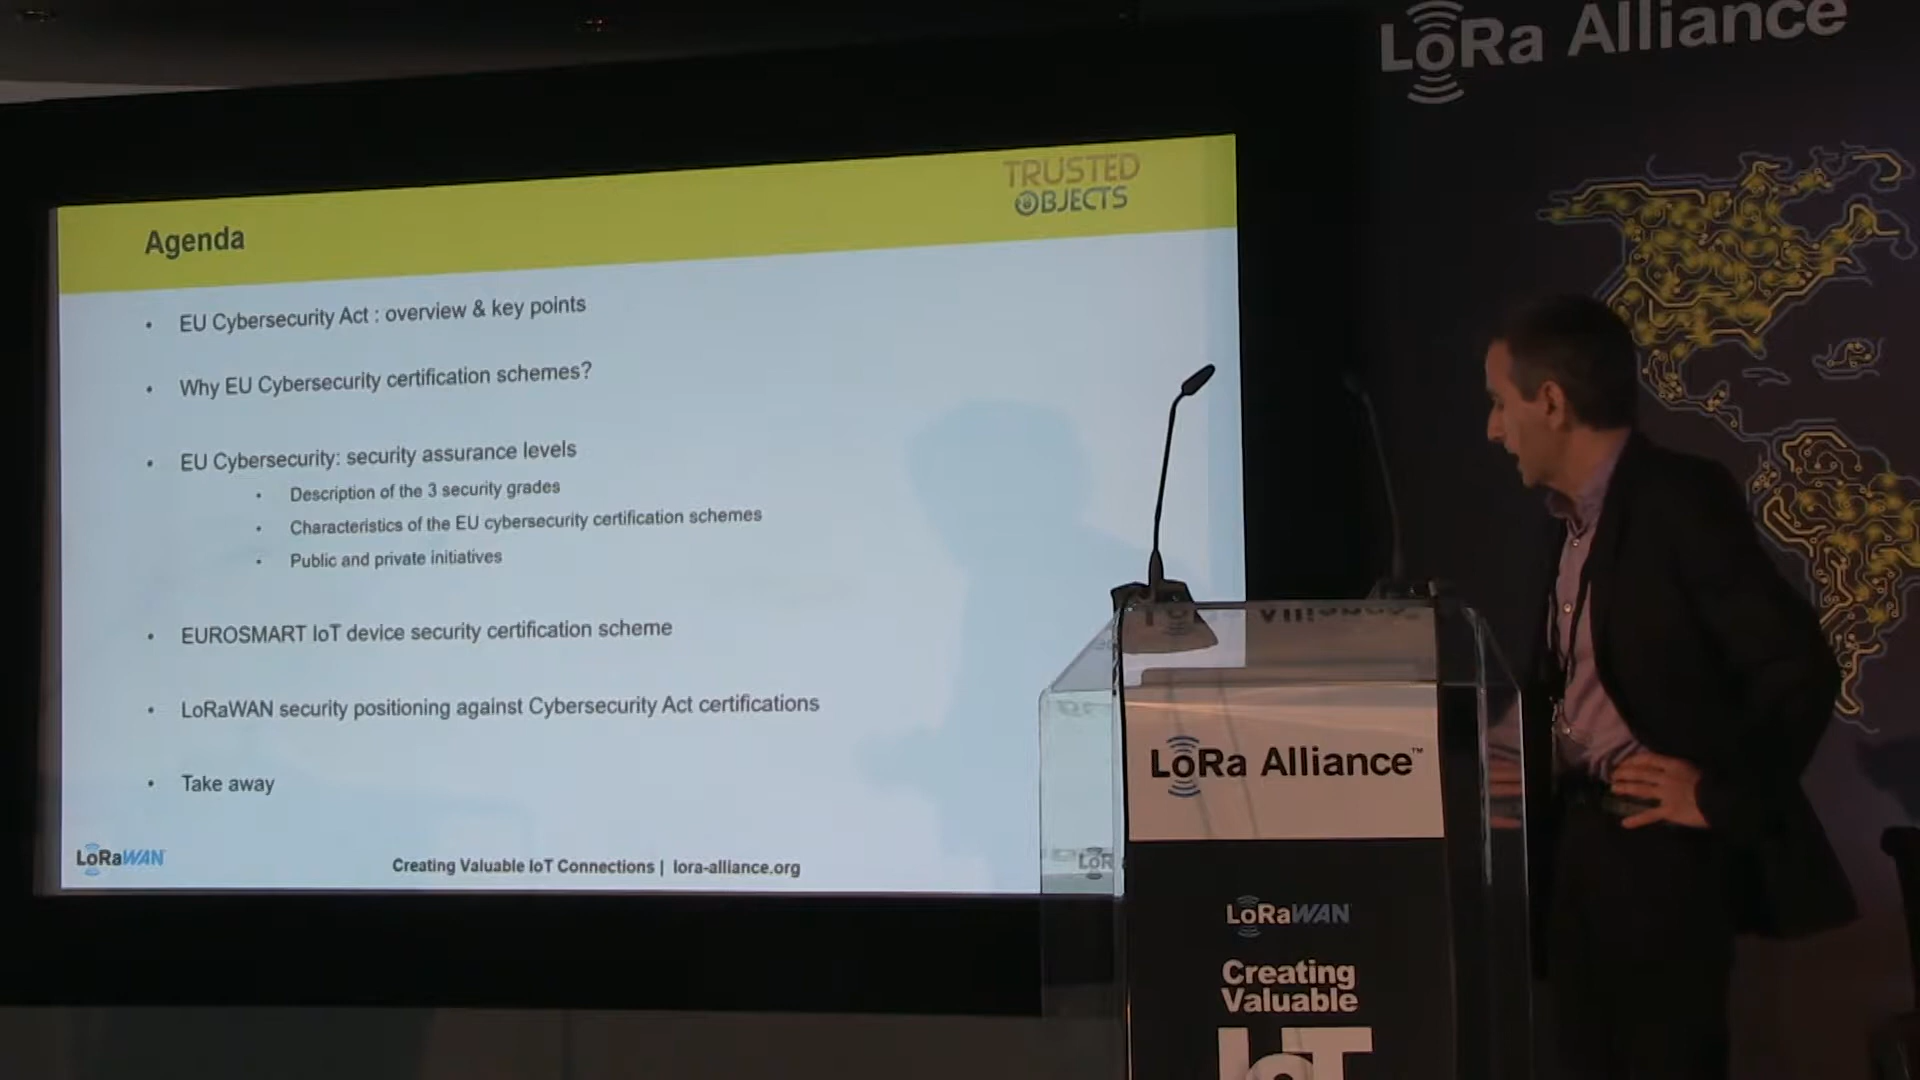 LoRa Alliance
TRUSTED
OBJECTS
Agenda
• EU Cybersecurity Act : overview & key points
• Why EU Cybersecurity certification schemes?
• EU Cybersecurity: security assurance levels
• Description of the 3 security grades
• Characteristics of the EU cybersecurity certification schemes
• Public and private initiatives
• EUROSMART IoT device security certification scheme
• LoRaWAN security positioning against Cybersecurity Act certifications
• Take away
LoRaWAN
Creating Valuable IoT Connections | lora-alliance.org
LoRa Alliance™
LoR
LoRaWAN
Creating
Valuable
IoT